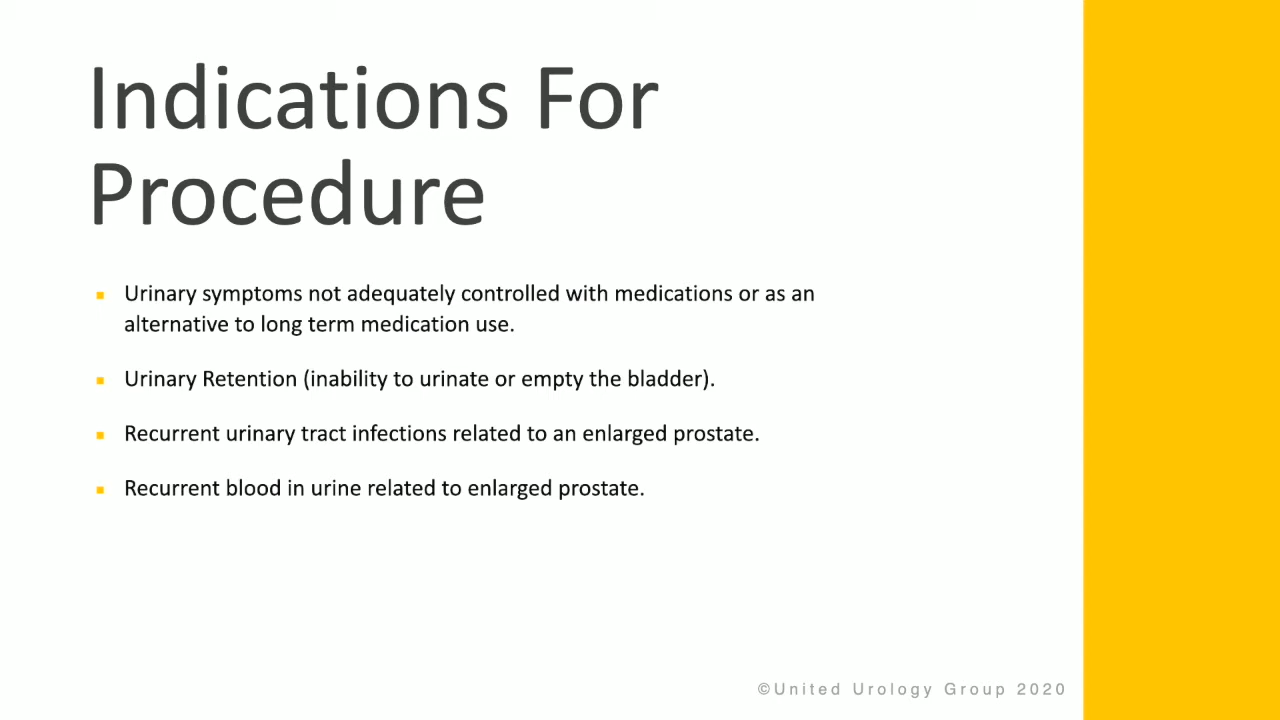 Indications For
Procedure
▪ Urinary symptoms not adequately controlled with medications or as an
alternative to long term medication use.
▪ Urinary Retention (inability to urinate or empty the bladder).
▪ Recurrent urinary tract infections related to an enlarged prostate.
▪ Recurrent blood in urine related to enlarged prostate.
©United Urology Group 2020